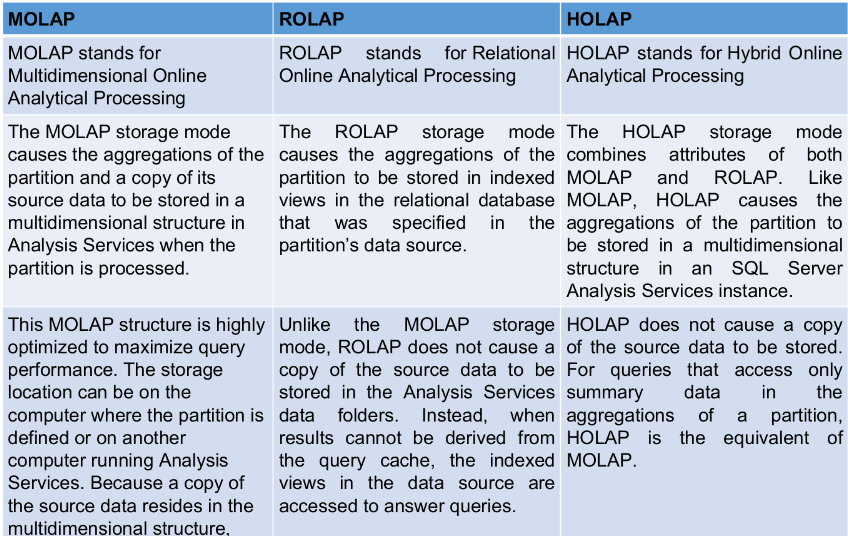 MOLAP
ROLAP
HOLAP
MOLAP stands for
Multidimensional Online
Analytical Processing
ROLAP stands for Relational
Online Analytical Processing
HOLAP stands for Hybrid Online
Analytical Processing
The MOLAP storage mode
causes the aggregations of the
partition and a copy of its
source data to be stored in a
multidimensional structure in
Analysis Services when the
partition is processed.
The ROLAP storage mode
causes the aggregations of the
partition to be stored in indexed
views in the relational database
that was specified in the
partition’s data source.
The HOLAP storage mode
combines attributes of both
MOLAP and ROLAP. Like
MOLAP, HOLAP causes the
aggregations of the partition to
be stored in a multidimensional
structure in an SQL Server
Analysis Services instance.
This MOLAP structure is highly
optimized to maximize query
performance. The storage
location can be on the
computer where the partition is
defined or on another
computer running Analysis
Services. Because a copy of
the source data resides in the
multidimensional structure,
Unlike the MOLAP storage
mode, ROLAP does not cause a
copy of the source data to be
stored in the Analysis Services
data folders. Instead, when
results cannot be derived from
the query cache, the indexed
views in the data source are
accessed to answer queries.
HOLAP does not cause a copy
of the source data to be stored.
For queries that access only
summary data in the
aggregations of a partition,
HOLAP is the equivalent of
MOLAP.